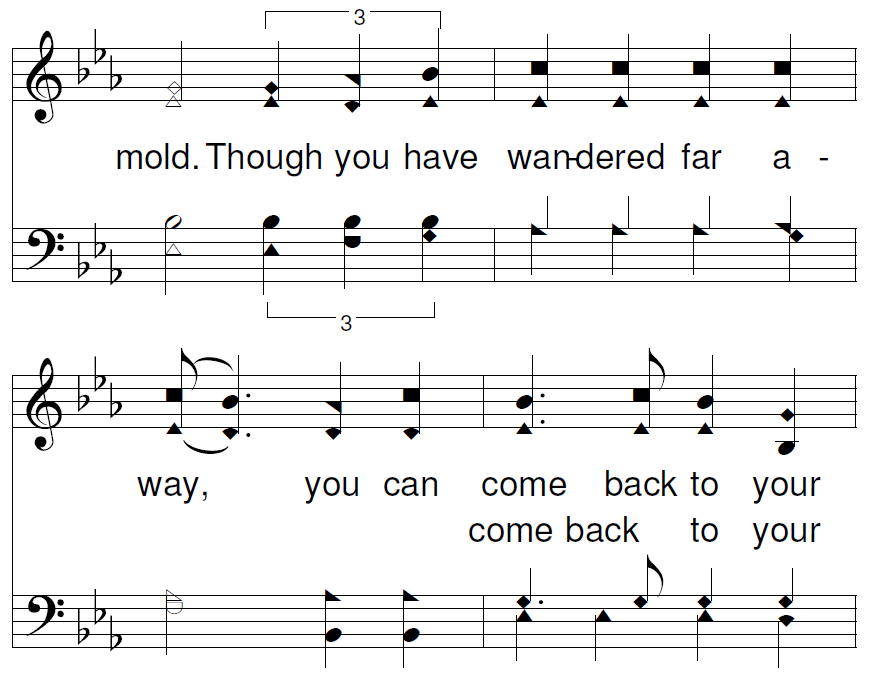 3
mold. Though you have wan-dered far a -
3
way, you can come back to your
come back to your